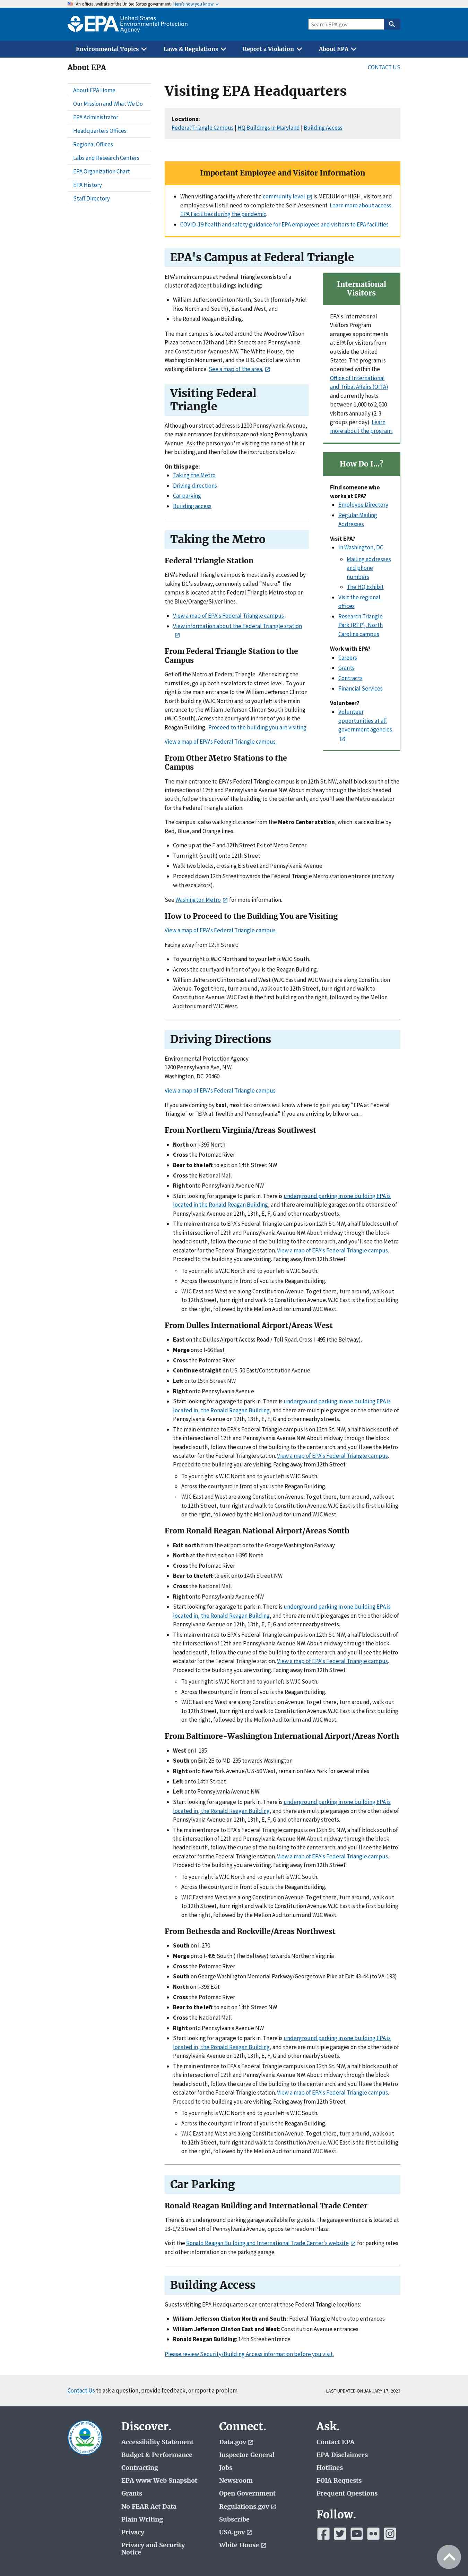 An official website of the United States government
Here's how you know
EPA United States Environmental Protection Agency
Search EPA.gov
Environmental Topics
Laws & Regulations
Report a Violation
About EPA
About EPA
CONTACT US
About EPA Home
Our Mission and What We Do
EPA Administrator
Headquarters Offices
Regional Offices
Labs and Research Centers
EPA Organization Chart
EPA History
Staff Directory
Visiting EPA Headquarters
Locations:
Federal Triangle Campus | HQ Buildings in Maryland | Building Access
Important Employee and Visitor Information
When visiting a facility where the community level is MEDIUM or HIGH, visitors and
employees will still need to complete the Self-Assessment. Learn more about access
EPA Facilities during the pandemic.
COVID-19 health and safety guidance for EPA employees and visitors to EPA facilities.
EPA's Campus at Federal Triangle
EPA's main campus at Federal Triangle consists of a
cluster of adjacent buildings including:
William Jefferson Clinton North, South (formerly Ariel
Rios North and South), East and West, and
the Ronald Reagan Building.
The main campus is located around the Woodrow Wilson
Plaza between 12th and 14th Streets and Pennsylvania
and Constitution Avenues NW. The White House, the
Washington Monument, and the U.S. Capitol are all within
walking distance. See a map of the area.
International
Visitors
EPA's International
Visitors Program
arranges appointments
at EPA for visitors from
outside the United
States. The program is
operated within the
Office of International
and Tribal Affairs (OITA)
and currently hosts
between 1,000 to 2,000
visitors annually (2-3
groups per day). Learn
more about the program.
Visiting Federal
Triangle
Although our street address is 1200 Pennsylvania Avenue,
NW, the main entrances for visitors are not along Pennsylvania
Avenue. Ask the person you're visiting the name of his or
her building, and then follow the instructions below.
On this page:
Taking the Metro
Driving directions
Car parking
Building access
How Do I...?
Find someone who
works at EPA?
Employee Directory
Regular Mailing
Addresses
Visit EPA?
In Washington, DC
Mailing addresses
and phone
numbers
The HQ Exhibit
Visit the regional
offices
Research Triangle
Park (RTP), North
Carolina campus
Work with EPA?
Careers
Grants
Contracts
Financial Services
Volunteer?
Volunteer
opportunities at all
government agencies
Taking the Metro
Federal Triangle Station
EPA's Federal Triangle campus is most easily accessed by
taking DC's subway system, commonly called "Metro." The
EPA campus is immediately adjacent to the Federal Triangle
Metro stop on the Blue/Orange/Silver lines.
View a map of EPA's Federal Triangle campus
View information about the Federal Triangle station
From Federal Triangle Station to the
Campus
Get off the Metro at Federal Triangle. After exiting the
turnstiles, proceed up the long escalator to street level. You
will be in the middle of an archway with the William Jefferson Clinton
North building (WJC North) on your right and the William Jefferson Clinton South building
(WJC South) on your left. Across the courtyard in front of you is the Ronald Reagan
Building. Proceed to the building you are visiting.
View a map of EPA's Federal Triangle campus
From Other Metro Stations to the
Campus
The main entrance to EPA's Federal Triangle campus is on 12th St. NW, a half block south of the
intersection of 12th and Pennsylvania Avenue NW. About midway through the half block
south, follow the curve of the building to the center arch, and you'll see the Metro escalator
for the Federal Triangle station.
The campus is also walking distance from the Metro Center station, which is accessible by
Red, Blue, and Orange lines.
Come up at the F and 12th Street Exit of Metro Center
Turn right (south) onto 12th Street
Walk two blocks, crossing E Street and Pennsylvania Avenue
Proceed down 12th Street towards the Federal Triangle Metro station entrance (archway
with escalators).
See Washington Metro for more information.
How to Proceed to the Building You are Visiting
View a map of EPA's Federal Triangle campus
Facing away from 12th Street:
To your right is WJC North and to your left is WJC South.
Across the courtyard in front of you is the Ronald Reagan Building.
William Jefferson Clinton East and West (WJC East and WJC West) are along Constitution
Avenue. To get there, turn around, walk out to 12th Street, turn right and walk to
Constitution Avenue. WJC East is the first building on the right, followed by the Mellon
Auditorium and WJC West.
Driving Directions
Environmental Protection Agency
1200 Pennsylvania Ave, N.W.
Washington, DC 20460
View a map of EPA's Federal Triangle campus
If you are coming by taxi, most taxi drivers will know where to go if you say "EPA at Federal
Triangle" or "EPA at Twelfth and Pennsylvania." If you are arriving by bike or car...
From Northern Virginia/Areas Southwest
North on I-395 North
Cross the Potomac River
Bear to the left to exit on 14th Street NW
Cross the National Mall
Right onto Pennsylvania Avenue NW
Start looking for a garage to park in. There is underground parking in one building EPA is
located in the Ronald Reagan Building, and there are multiple garages on the other side of
Pennsylvania Avenue on 12th, 13th, E, F, G and other nearby streets.
The main entrance to EPA's Federal Triangle campus is on 12th St. NW, a half block south of
the intersection of 12th and Pennsylvania Avenue NW. About midway through the half
block south, follow the curve of the building to the center arch, and you'll see the Metro
escalator for the Federal Triangle station. View a map of EPA's Federal Triangle campus.
Proceed to the building you are visiting. Facing away from 12th Street:
To your right is WJC North and to your left is WJC South.
Across the courtyard in front of you is the Ronald Reagan Building.
WJC East and West are along Constitution Avenue. To get there, turn around, walk out
to 12th Street, turn right and walk to Constitution Avenue. WJC East is the first building
on the right, followed by the Mellon Auditorium and WJC West.
From Dulles International Airport/Areas West
East on the Dulles Airport Access Road / Toll Road. Cross I-495 (the Beltway).
Merge onto I-66 East.
Cross the Potomac River
Continue straight on US-50 East/Constitution Avenue
Left onto 15th Street NW
Right onto Pennsylvania Avenue
Start looking for a garage to park in. There is underground parking in one building EPA is
located in, the Ronald Reagan Building, and there are multiple garages on the other side of
Pennsylvania Avenue on 12th, 13th, E, F, G and other nearby streets.
The main entrance to EPA's Federal Triangle campus is on 12th St. NW, a half block south of
the intersection of 12th and Pennsylvania Avenue NW. About midway through the half
block south, follow the curve of the building to the center arch, and you'll see the Metro
escalator for the Federal Triangle station. View a map of EPA's Federal Triangle campus.
Proceed to the building you are visiting. Facing away from 12th Street:
To your right is WJC North and to your left is WJC South.
Across the courtyard in front of you is the Ronald Reagan Building.
WJC East and West are along Constitution Avenue. To get there, turn around, walk out
to 12th Street, turn right and walk to Constitution Avenue. WJC East is the first building
on the right, followed by the Mellon Auditorium and WJC West.
From Ronald Reagan National Airport/Areas South
Exit north from the airport onto the George Washington Parkway
North at the first exit on I-395 North
Cross the Potomac River
Bear to the left to exit onto 14th Street NW
Cross the National Mall
Right onto Pennsylvania Avenue NW
Start looking for a garage to park in. There is underground parking in one building EPA is
located in, the Ronald Reagan Building, and there are multiple garages on the other side of
Pennsylvania Avenue on 12th, 13th, E, F, G and other nearby streets.
The main entrance to EPA's Federal Triangle campus is on 12th St. NW, a half block south of
the intersection of 12th and Pennsylvania Avenue NW. About midway through the half
block south, follow the curve of the building to the center arch, and you'll see the Metro
escalator for the Federal Triangle station. View a map of EPA's Federal Triangle campus.
Proceed to the building you are visiting. Facing away from 12th Street:
To your right is WJC North and to your left is WJC South.
Across the courtyard in front of you is the Ronald Reagan Building.
WJC East and West are along Constitution Avenue. To get there, turn around, walk out
to 12th Street, turn right and walk to Constitution Avenue. WJC East is the first building
on the right, followed by the Mellon Auditorium and WJC West.
From Baltimore-Washington International Airport/Areas North
West on I-195
South on Exit 2B to MD-295 towards Washington
Right onto New York Avenue/US-50 West, remain on New York for several miles
Left onto 14th Street
Left onto Pennsylvania Avenue NW
Start looking for a garage to park in. There is underground parking in one building EPA is
located in, the Ronald Reagan Building, and there are multiple garages on the other side of
Pennsylvania Avenue on 12th, 13th, E, F, G and other nearby streets.
The main entrance to EPA's Federal Triangle campus is on 12th St. NW, a half block south of
the intersection of 12th and Pennsylvania Avenue NW. About midway through the half
block south, follow the curve of the building to the center arch, and you'll see the Metro
escalator for the Federal Triangle station. View a map of EPA's Federal Triangle campus.
Proceed to the building you are visiting. Facing away from 12th Street:
To your right is WJC North and to your left is WJC South.
Across the courtyard in front of you is the Ronald Reagan Building.
WJC East and West are along Constitution Avenue. To get there, turn around, walk out
to 12th Street, turn right and walk to Constitution Avenue. WJC East is the first building
on the right, followed by the Mellon Auditorium and WJC West.
From Bethesda and Rockville/Areas Northwest
South on I-270
Merge onto I-495 South (The Beltway) towards Northern Virginia
Cross the Potomac River
South on George Washington Memorial Parkway/Georgetown Pike at Exit 43-44 (to VA-193)
North on I-395 Exit
Cross the Potomac River
Bear to the left to exit on 14th Street NW
Cross the National Mall
Right onto Pennsylvania Avenue NW
Start looking for a garage to park in. There is underground parking in one building EPA is
located in, the Ronald Reagan Building, and there are multiple garages on the other side of
Pennsylvania Avenue on 12th, 13th, E, F, G and other nearby streets.
The main entrance to EPA's Federal Triangle campus is on 12th St. NW, a half block south of
the intersection of 12th and Pennsylvania Avenue NW. About midway through the half
block south, follow the curve of the building to the center arch, and you'll see the Metro
escalator for the Federal Triangle station. View a map of EPA's Federal Triangle campus.
Proceed to the building you are visiting. Facing away from 12th Street:
To your right is WJC North and to your left is WJC South.
Across the courtyard in front of you is the Ronald Reagan Building.
WJC East and West are along Constitution Avenue. To get there, turn around, walk out
to 12th Street, turn right and walk to Constitution Avenue. WJC East is the first building
on the right, followed by the Mellon Auditorium and WJC West.
Car Parking
Ronald Reagan Building and International Trade Center
There is an underground parking garage available for guests. The garage entrance is located at
13-1/2 Street off of Pennsylvania Avenue, opposite Freedom Plaza.
Visit the Ronald Reagan Building and International Trade Center's website for parking rates
and other information on the parking garage.
Building Access
Guests visiting EPA Headquarters can enter at these Federal Triangle locations:
William Jefferson Clinton North and South: Federal Triangle Metro stop entrances
William Jefferson Clinton East and West: Constitution Avenue entrances
Ronald Reagan Building: 14th Street entrance
Please review Security/Building Access information before you visit.
Contact Us to ask a question, provide feedback, or report a problem.
LAST UPDATED ON JANUARY 17, 2023
Discover.
Accessibility Statement
Budget & Performance
Contracting
EPA www Web Snapshot
Grants
No FEAR Act Data
Plain Writing
Privacy
Privacy and Security
Notice
Connect.
Data.gov
Inspector General
Jobs
Newsroom
Open Government
Regulations.gov
Subscribe
USA.gov
White House
Ask.
Contact EPA
EPA Disclaimers
Hotlines
FOIA Requests
Frequent Questions
Follow.